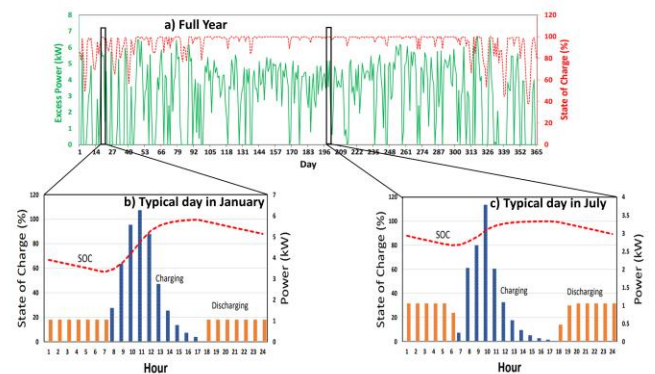 a) Full Year
Excess Power (kW)
8 7 6 5 4 3 2 1 0
State of Charge (%)
120 100 80 60 40 20 0
1 14 27 40 53 66 79 92 105 118 131 144 157 170 183 196 209 222 235 248 261 274 287 300 313 326 339 352 365
Day
b) Typical day in January
State of Charge (%)
120 100 80 60 40 20 0
SOC
Charging
Discharging
Power (kW)
7 6 5 4 3 2 1 0
1 2 3 4 5 6 7 8 9 10 11 12 13 14 15 16 17 18 19 20 21 22 23 24
Hour
c) Typical day in July
State of Charge (%)
120 100 80 60 40 20 0
SOC
Charging
Discharging
Power (kW)
4 3.5 3 2.5 2 1.5 1 0.5 0
1 2 3 4 5 6 7 8 9 10 11 12 13 14 15 16 17 18 19 20 21 22 23 24
Hour